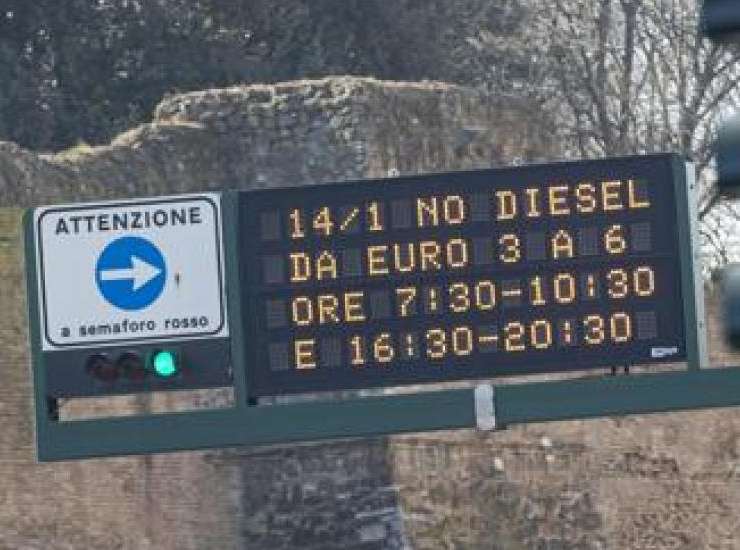 ATTENZIONE
a semaforo rosso
14/1 NO DIESEL
DA EURO 3 A 6
ORE 7:30-10:30
E 16:30-20:30